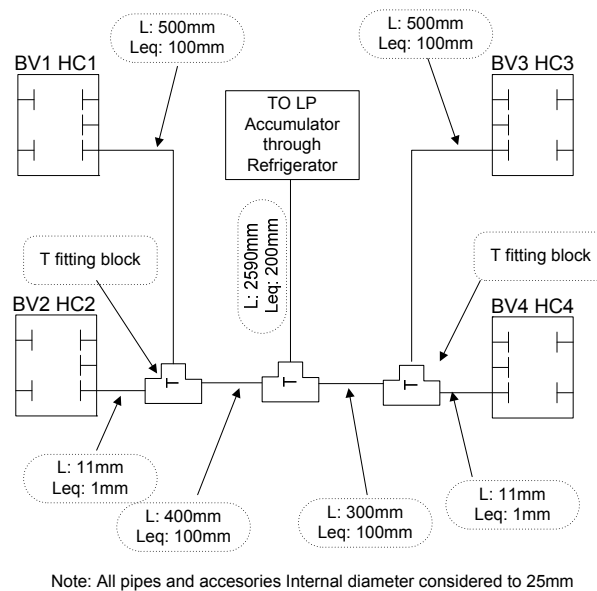 L: 500mm
Leq: 100mm
L: 500mm
Leq: 100mm
BV1 HC1
BV3 HC3
TO LP
Accumulator
through
Refrigerator
L: 2590mm
Leq: 200mm
T fitting block
T fitting block
BV2 HC2
BV4 HC4
T
T
T
L: 11mm
Leq: 1mm
L: 400mm
Leq: 100mm
L: 300mm
Leq: 100mm
L: 11mm
Leq: 1mm
Note: All pipes and accesories Internal diameter considered to 25mm